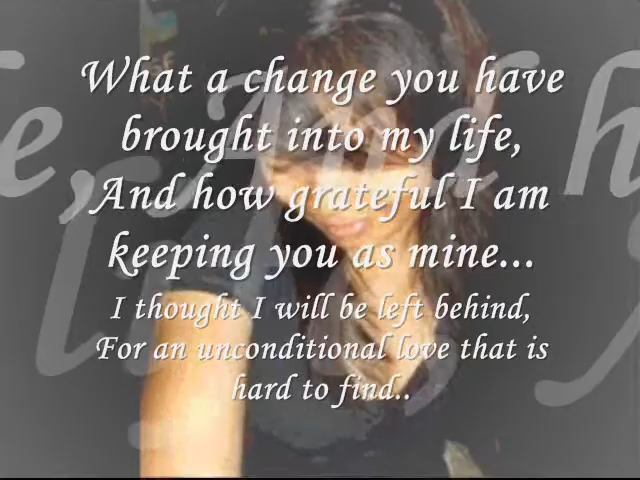 What a change you have
brought into my life,
And how grateful I am
keeping you as mine...
I thought I will be left behind,
For an unconditional love that is
hard to find..